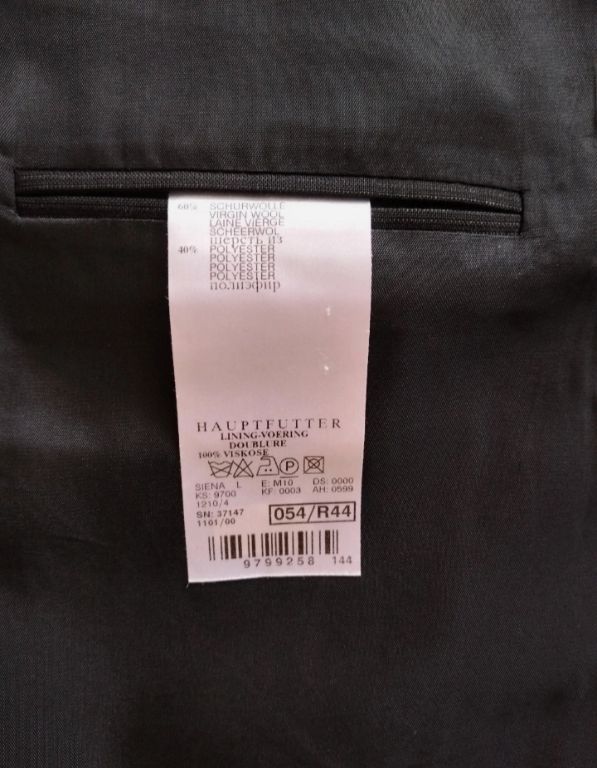 60% SCHURWOLLE
VIRGIN WOOL
LAINE VIERGE
SCHEERWOL
шерсть из
40% POLYESTER
POLYESTER
POLYESTER
POLYESTER
полиэфир
HAUPTFUTTER
LINING-VOERING
DOUBLURE
100% VISKOSE
P
SIENA L E: M10 DS: 0000
KS: 9700 KF: 0003 AH: 0599
1210/4
SN: 37147 054/R44
1101/00
9799258 144